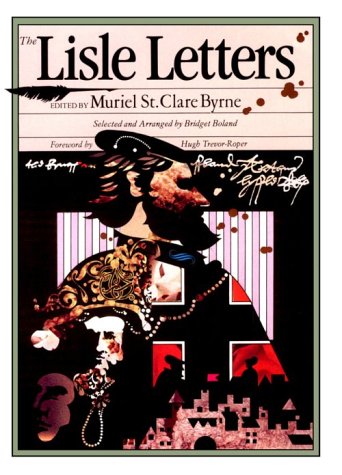 The
Lisle Letters
EDITED BY Muriel St. Clare Byrne
Selected and Arranged by Bridget Boland
Foreword by Hugh Trevor-Roper